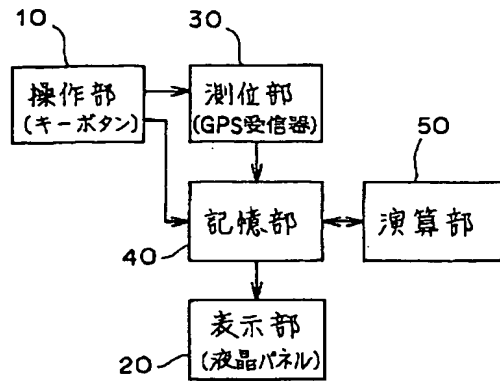 10
操作部
(キーボタン)
30
測位部
(GPS受信器)
50
演算部
記憶部
40
表示部
(液晶パネル)
20